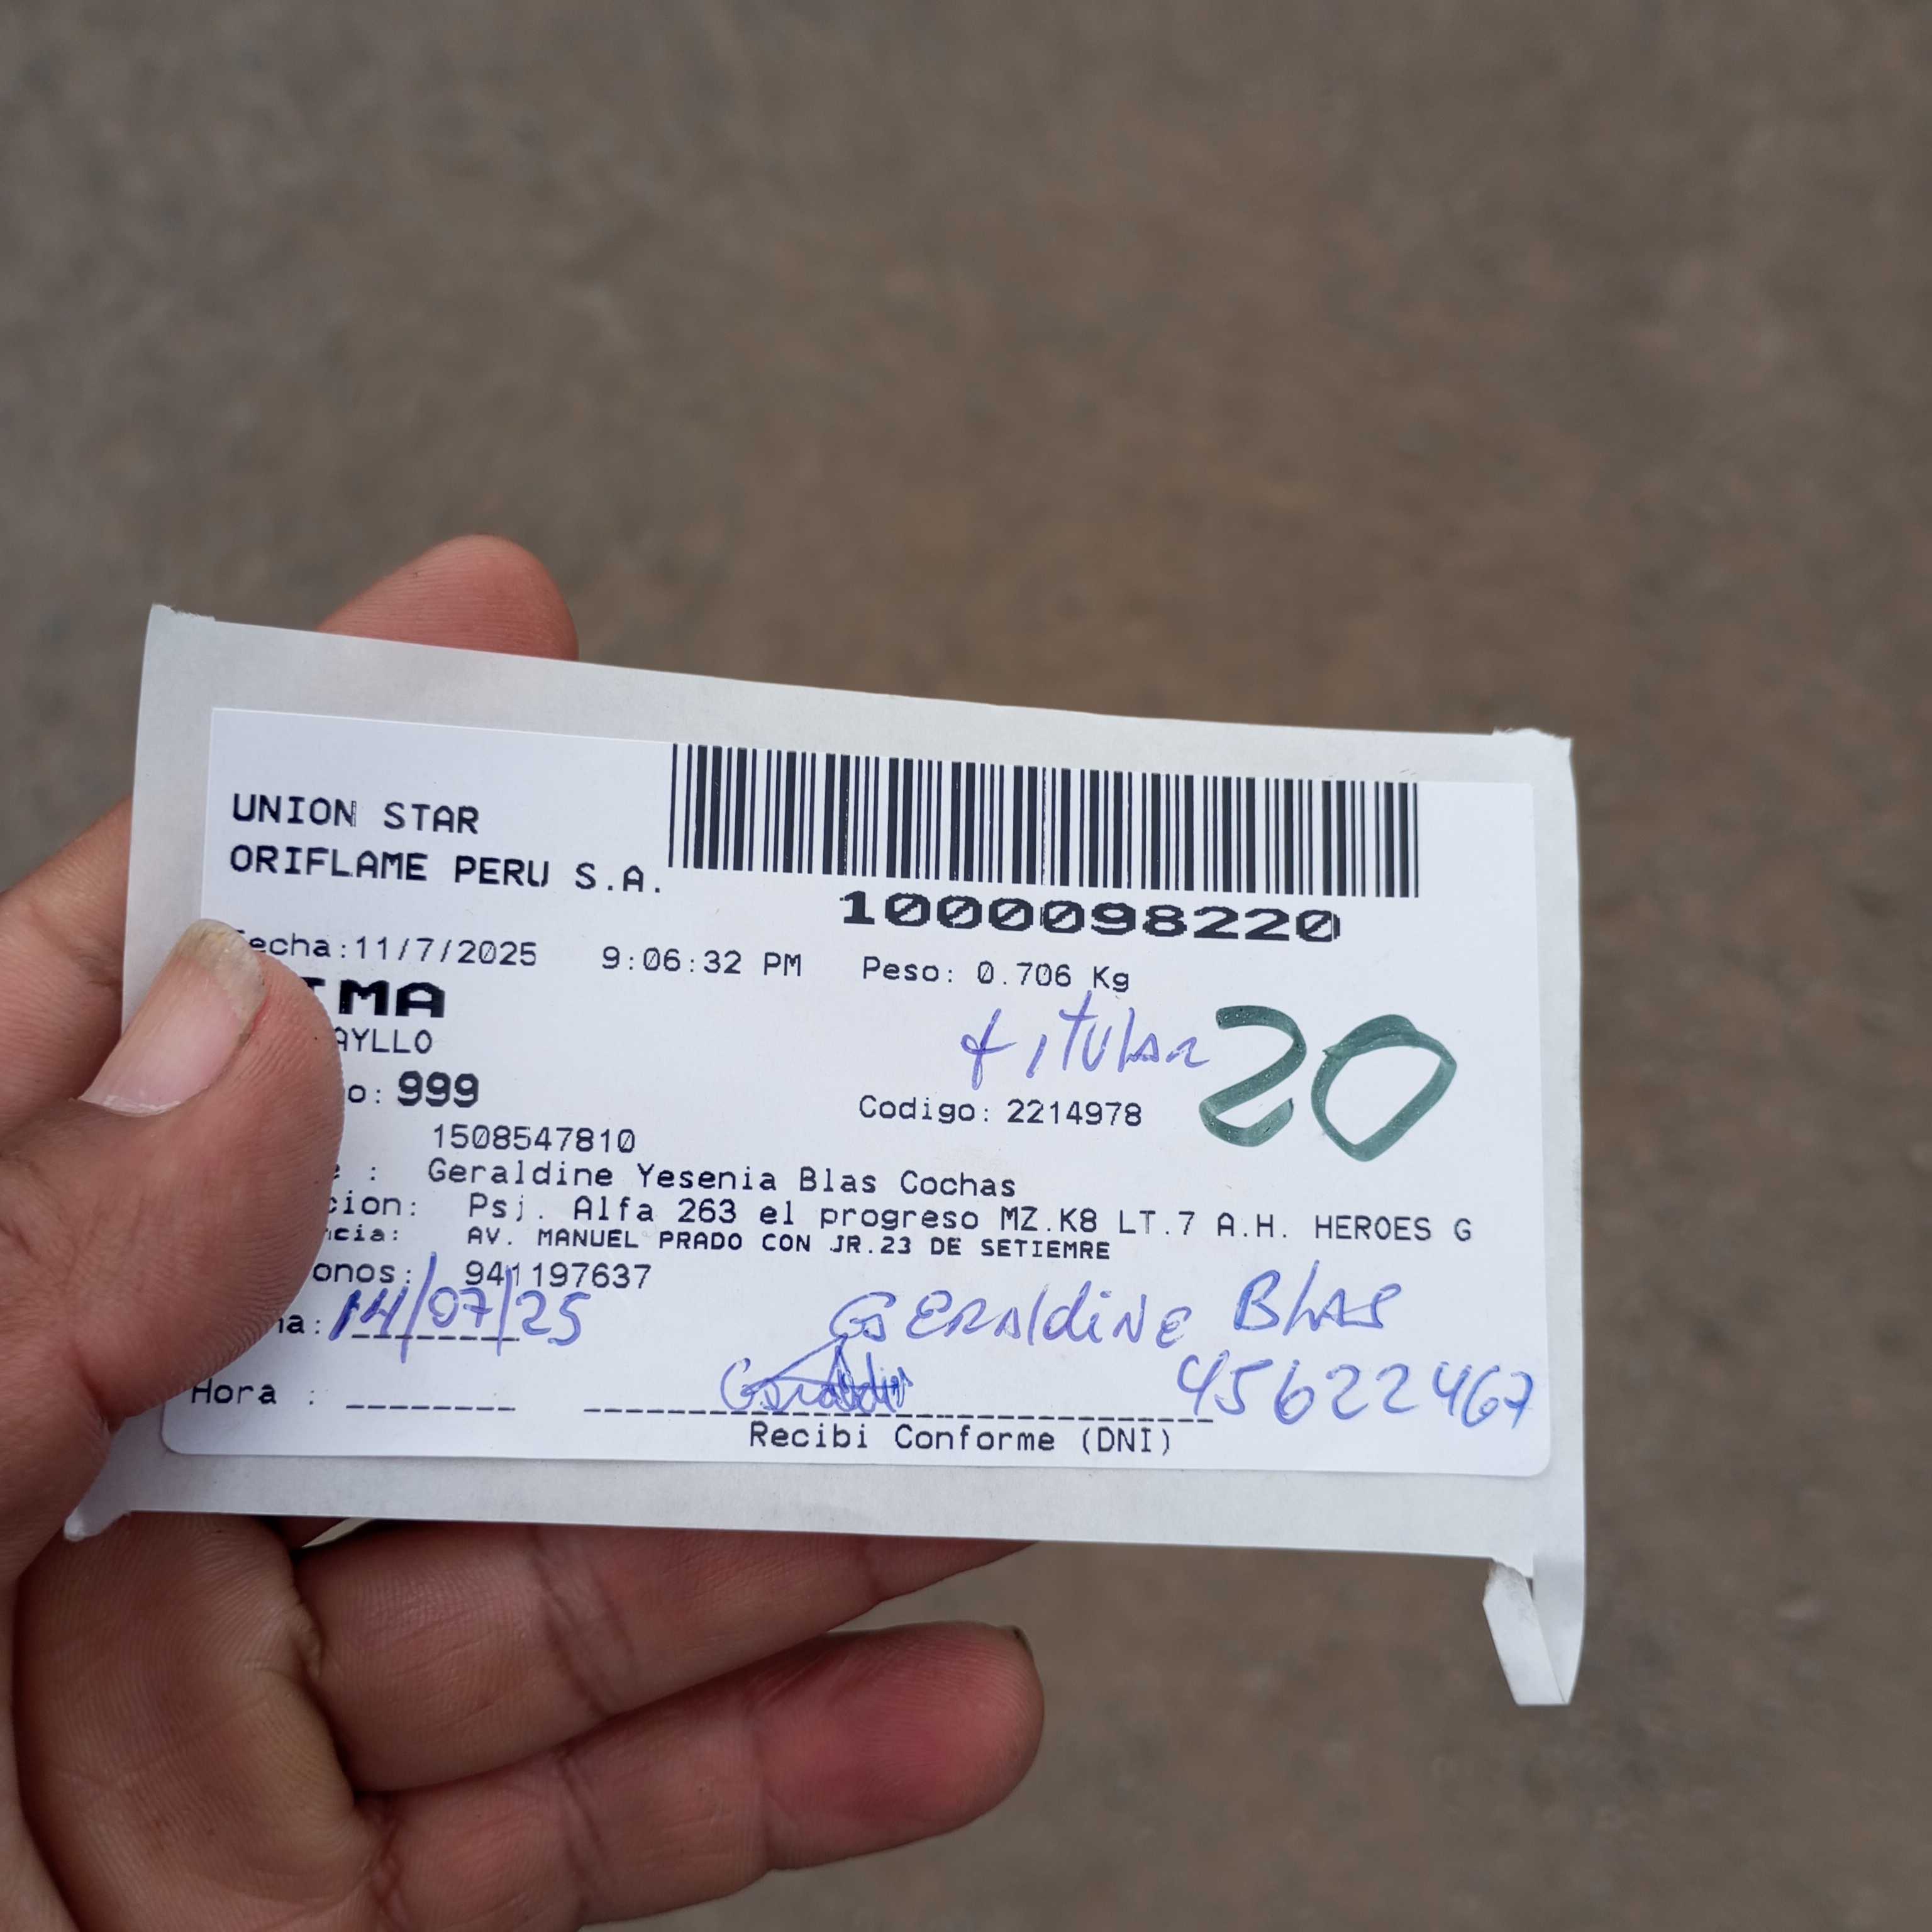 UNION STAR
ORIFLAME PERU S.A.
1000098220
Fecha:11/7/2025 9:06:32 PM Peso: 0.706 Kg
IMA
AYLLO
titular 20
o: 999
Codigo: 2214978
1508547810
e : Geraldine Yesenia Blas Cochas
cion: Psj. Alfa 263 el progreso MZ.K8 LT.7 A.H. HEROES G
ncia: AV. MANUEL PRADO CON JR.23 DE SETIEMRE
onos: 941197637
ha: 14/07/25 GERAldiNE BLAS
45622467
Hora :
Recibi Conforme (DNI)